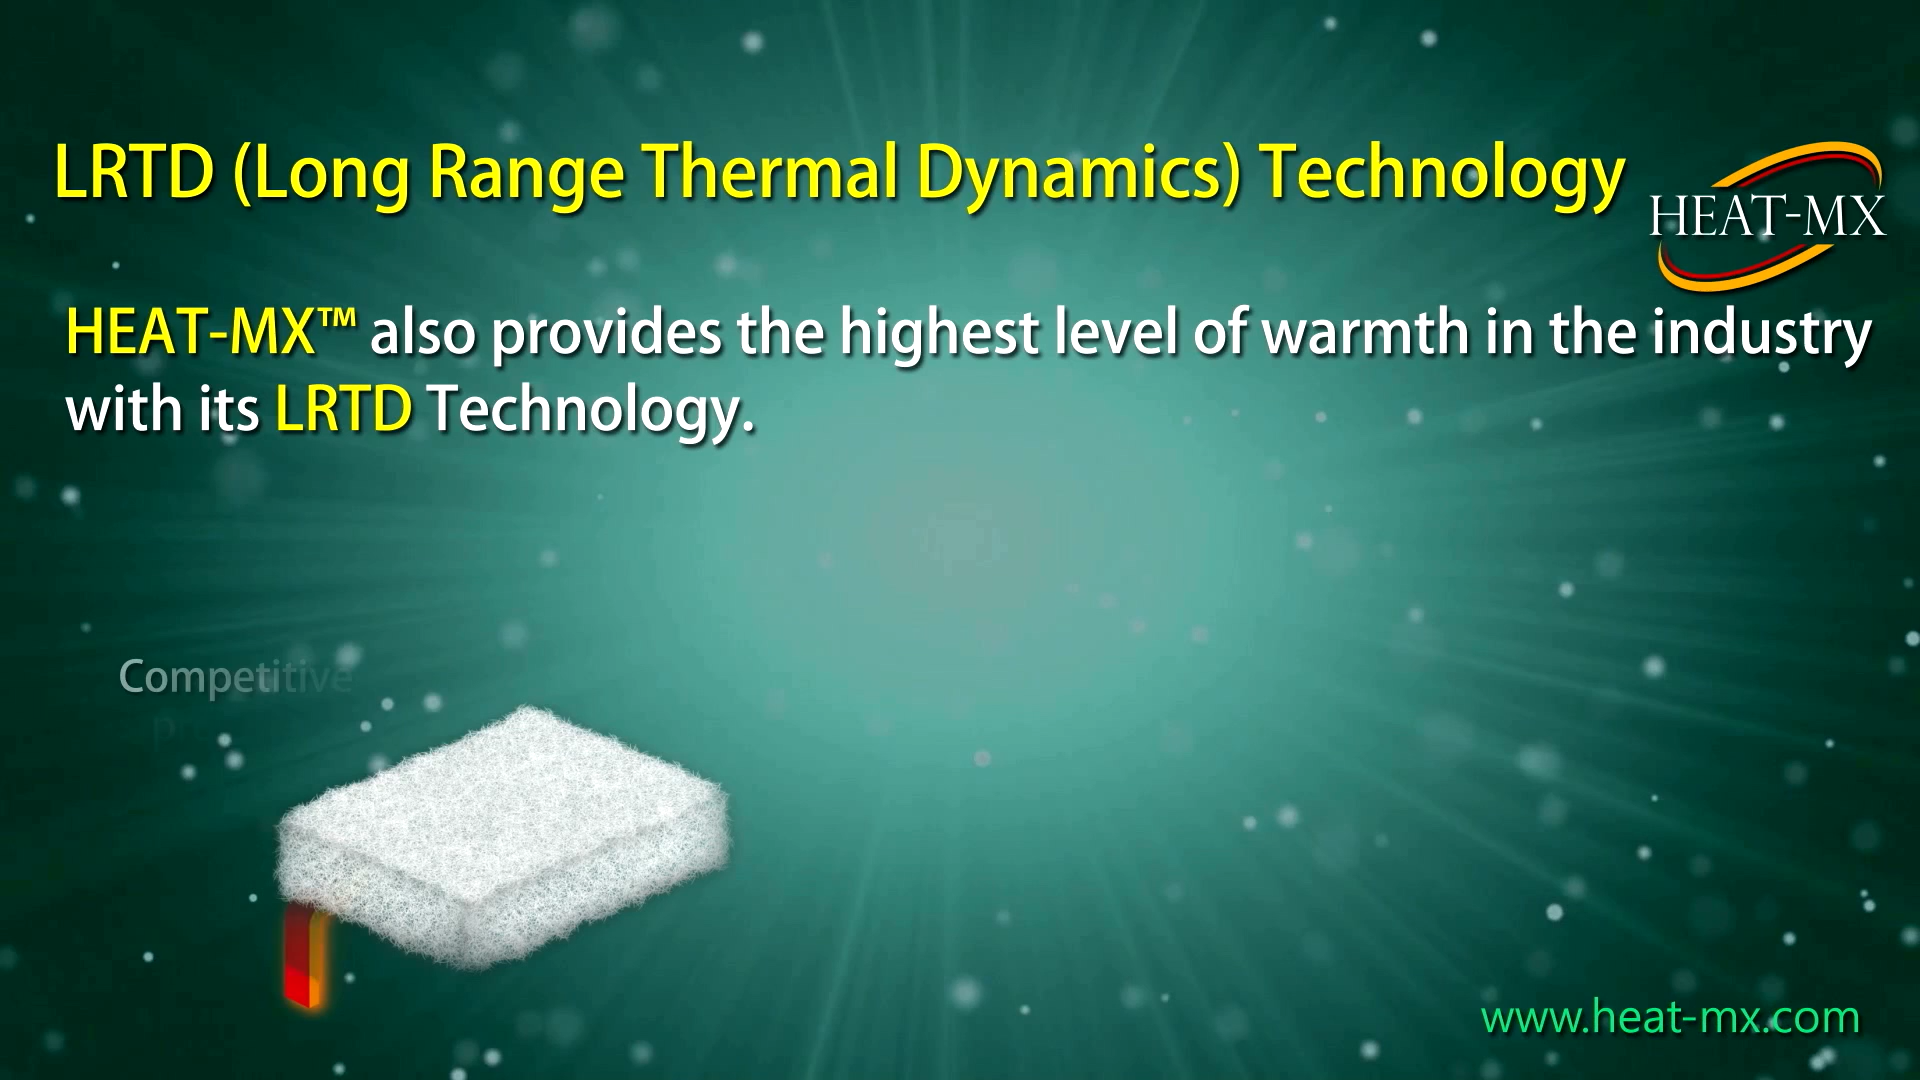 LRTD (Long Range Thermal Dynamics) Technology
HEAT-MX
HEAT-MX™ also provides the highest level of warmth in the industry
with its LRTD Technology.
Competitive
www.heat-mx.com